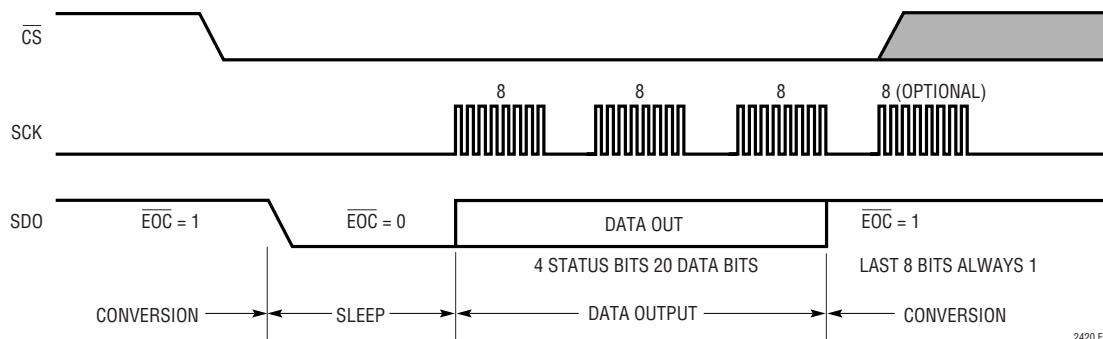 CS
8
8
8
8 (OPTIONAL)
SCK
SDO
EOC = 1
EOC = 0
DATA OUT
EOC = 1
4 STATUS BITS 20 DATA BITS
LAST 8 BITS ALWAYS 1
CONVERSION
SLEEP
DATA OUTPUT
CONVERSION
2420 F